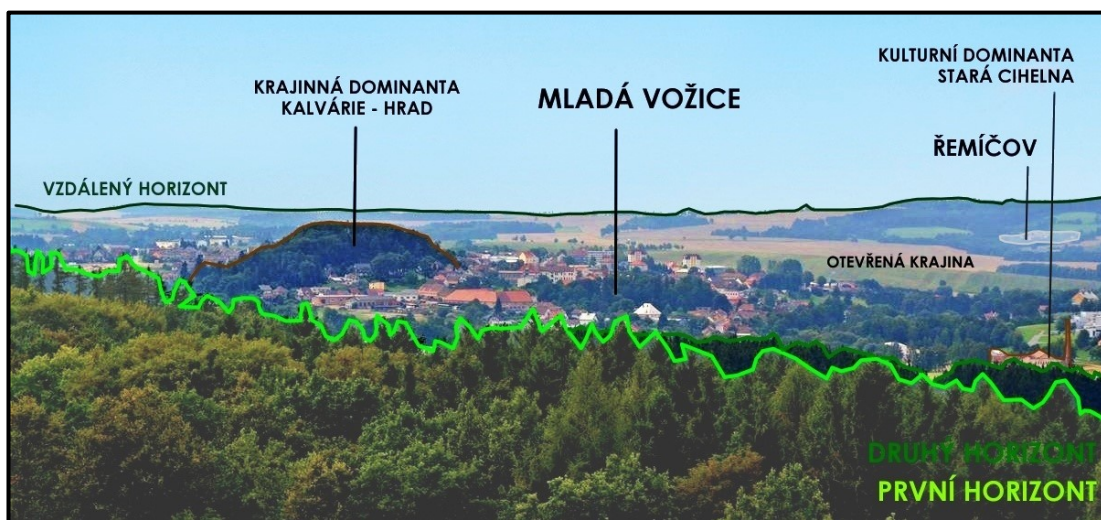 KULTURNÍ DOMINANTA
STARÁ CIHELNA
KRAJINNÁ DOMINANTA
KALVÁRIE - HRAD
MLADÁ VOŽICE
ŘEMÍČOV
VZDÁLENÝ HORIZONT
OTEVŘENÁ KRAJINA
DRUHÝ HORIZONT
PRVNÍ HORIZONT